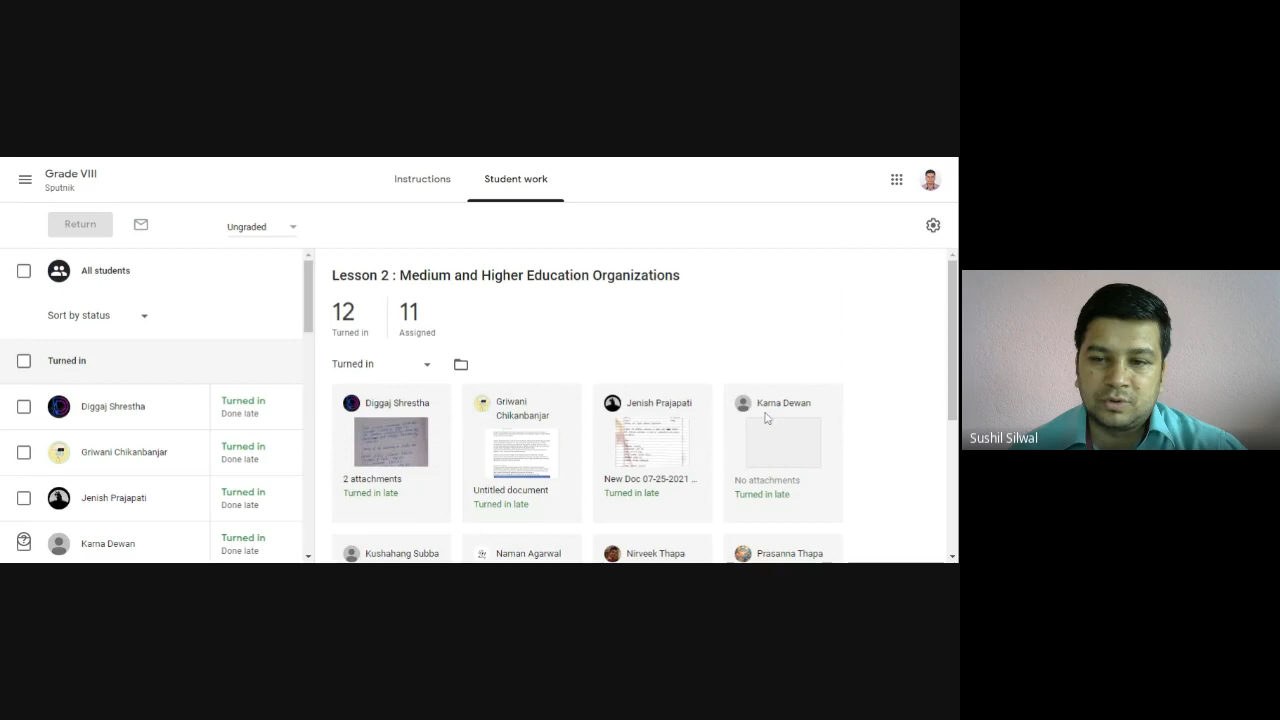 Grade VIII
Sputnik
Instructions
Student work
Return
Ungraded
All students
Sort by status
Turned in
Diggaj Shrestha
Turned in
Done late
Griwani Chikanbanjar
Turned in
Done late
Jenish Prajapati
Turned in
Done late
Karna Dewan
Turned in
Done late
Lesson 2 : Medium and Higher Education Organizations
12
Turned in
11
Assigned
Turned in
Diggaj Shrestha
2 attachments
Turned in late
Griwani
Chikanbanjar
Untitled document
Turned in late
Jenish Prajapati
New Doc 07-25-2021 ...
Turned in late
Karna Dewan
No attachments
Turned in late
Kushahang Subba
Naman Agarwal
Nirveek Thapa
Prasanna Thapa
Sushil Silwal